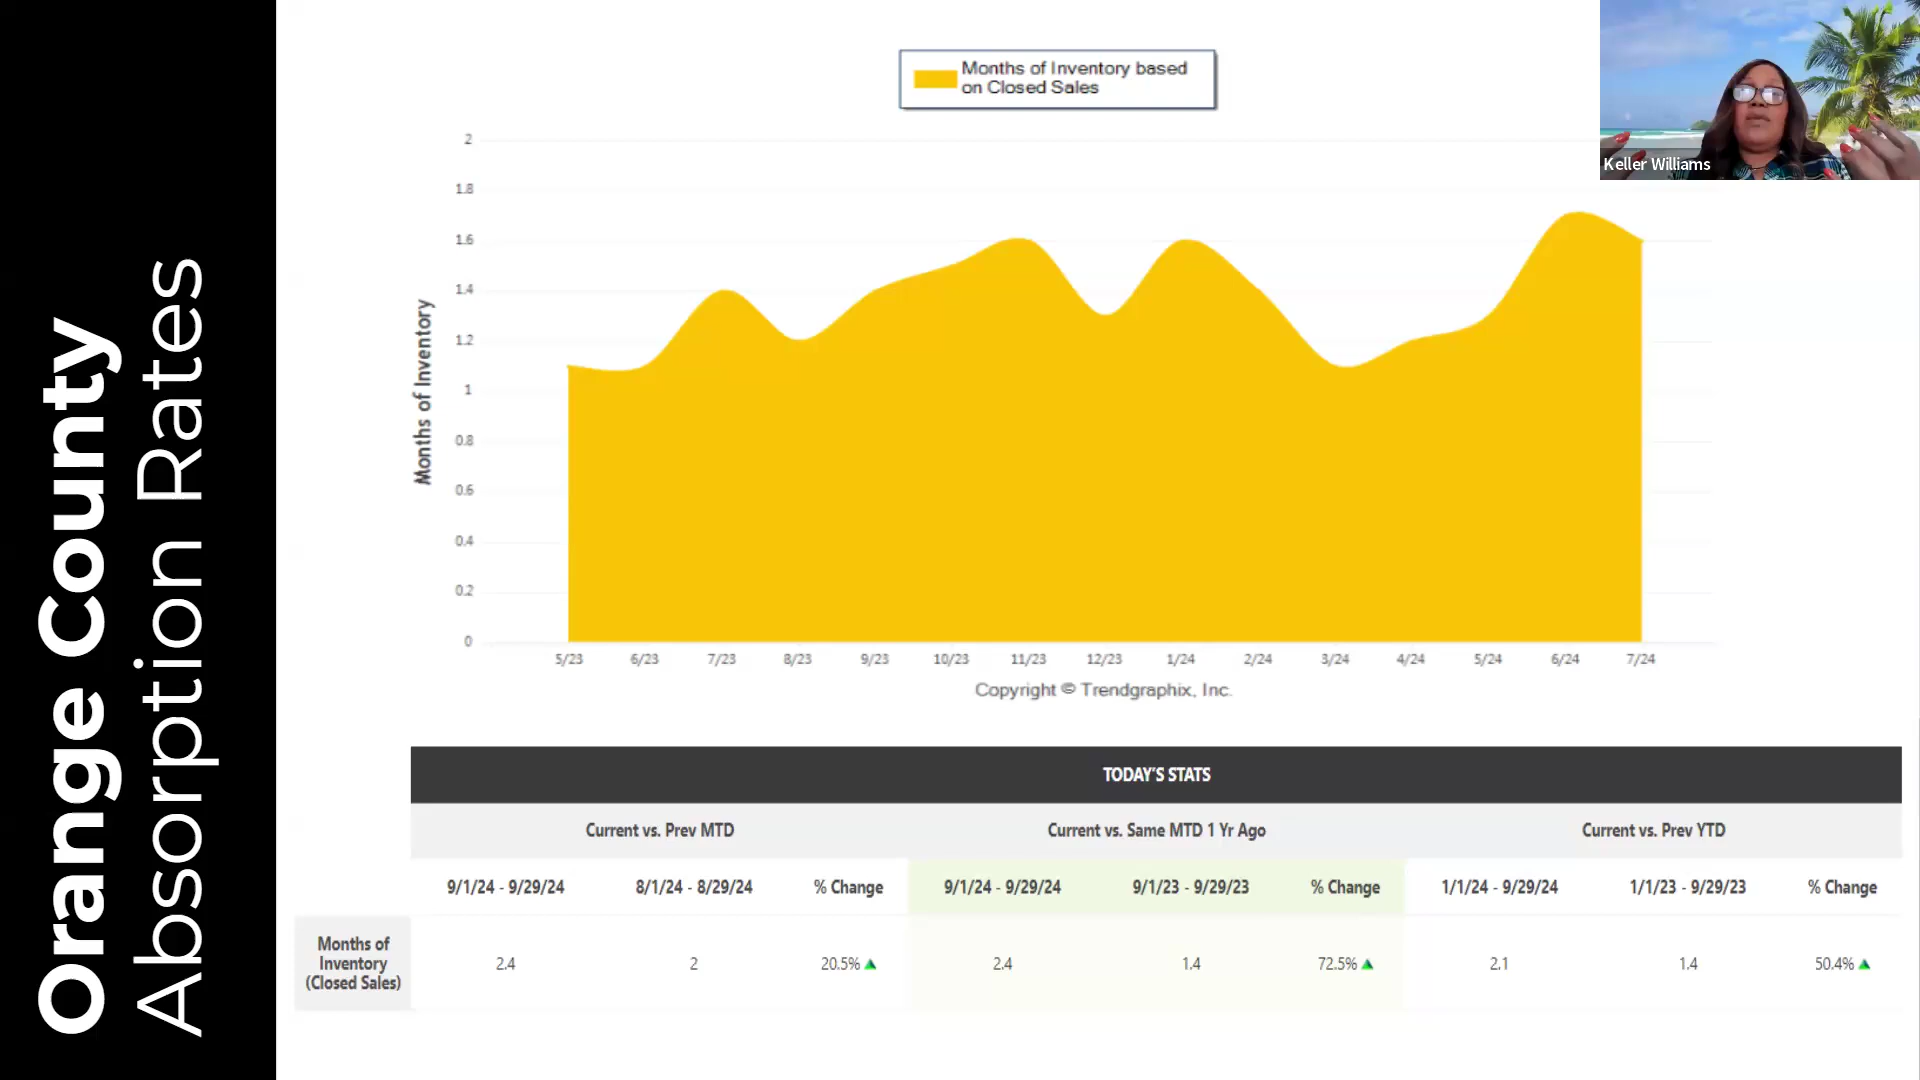 Orange County
Absorption Rates
Months of Inventory based
on Closed Sales
Keller Williams
Months of Inventory
2
1.8
1.6
1.4
1.2
1
0.8
0.6
0.4
0.2
0
5/23 6/23 7/23 8/23 9/23 10/23 11/23 12/23 1/24 2/24 3/24 4/24 5/24 6/24 7/24
Copyright © Trendgraphix, Inc.
TODAY'S STATS
Current vs. Prev MTD Current vs. Same MTD 1 Yr Ago Current vs. Prev YTD
9/1/24 - 9/29/24 8/1/24 - 8/29/24 % Change 9/1/24 - 9/29/24 9/1/23 - 9/29/23 % Change 1/1/24 - 9/29/24 1/1/23 - 9/29/23 % Change
Months of
Inventory
(Closed Sales)
2.4 2 20.5% 2.4 1.4 72.5% 2.1 1.4 50.4%